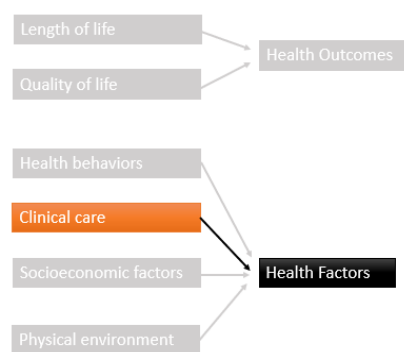 Length of life
Health Outcomes
Quality of life
Health behaviors
Clinical care
Socioeconomic factors
Health Factors
Physical environment